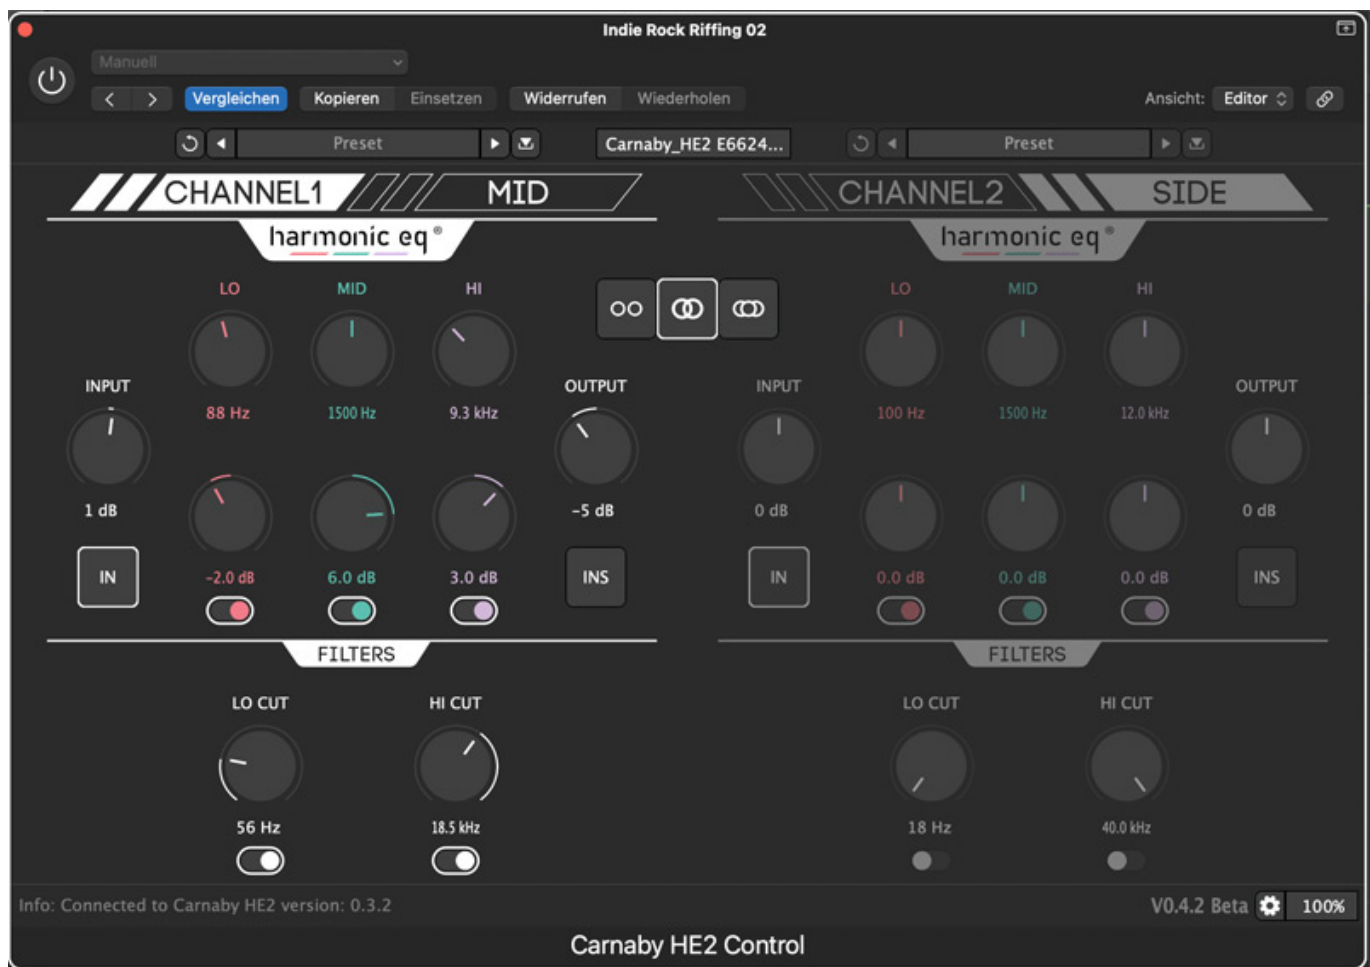 Indie Rock Riffing 02
Manuell
Vergleichen Kopieren Einsetzen Widerrufen Wiederholen Ansicht: Editor
Preset Carnaby_HE2 E6624... Preset
CHANNEL1 MID CHANNEL2 SIDE
harmonic eq® harmonic eq®
LO MID HI LO MID HI
INPUT OUTPUT INPUT OUTPUT
88 Hz 1500 Hz 9.3 kHz 100 Hz 1500 Hz 12.0 kHz
1 dB -5 dB 0 dB 0 dB
IN -2.0 dB 6.0 dB 3.0 dB INS IN 0.0 dB 0.0 dB 0.0 dB INS
FILTERS FILTERS
LO CUT HI CUT LO CUT HI CUT
56 Hz 18.5 kHz 18 Hz 40.0 kHz
Info: Connected to Carnaby HE2 version: 0.3.2 V0.4.2 Beta 100%
Carnaby HE2 Control